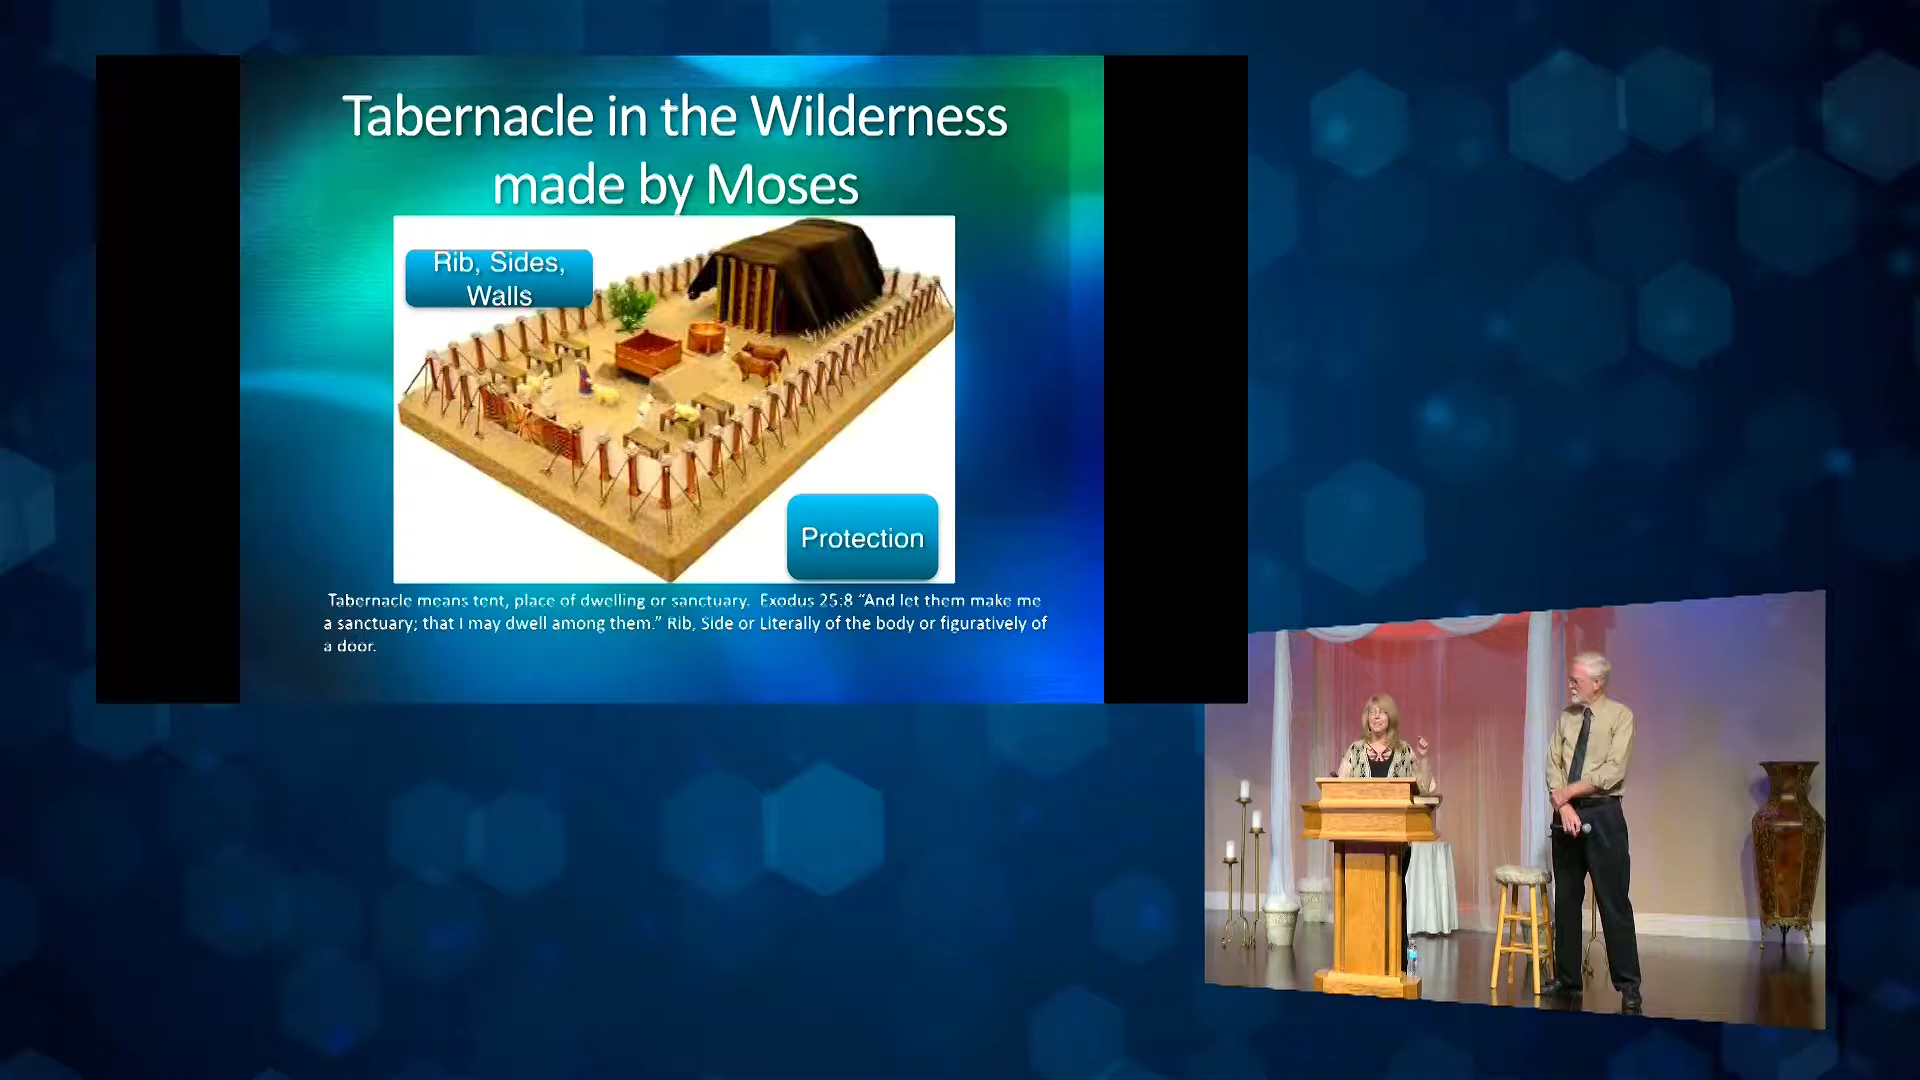 Tabernacle in the Wilderness
made by Moses
Rib, Sides,
Walls
Protection
Tabernacle means tent, place of dwelling or sanctuary. Exodus 25:8 “And let them make me
a sanctuary; that I may dwell among them.” Rib, Side or Literally of the body or figuratively of
a door.